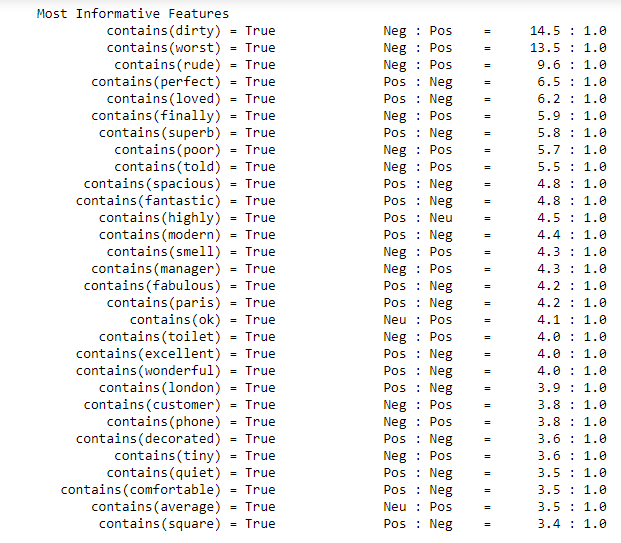 Most Informative Features
contains(dirty) = True Neg : Pos = 14.5 : 1.0
contains(worst) = True Neg : Pos = 13.5 : 1.0
contains(rude) = True Neg : Pos = 9.6 : 1.0
contains(perfect) = True Pos : Neg = 6.5 : 1.0
contains(loved) = True Pos : Neg = 6.2 : 1.0
contains(finally) = True Neg : Pos = 5.9 : 1.0
contains(superb) = True Pos : Neg = 5.8 : 1.0
contains(poor) = True Neg : Pos = 5.7 : 1.0
contains(told) = True Neg : Pos = 5.5 : 1.0
contains(spacious) = True Pos : Neg = 4.8 : 1.0
contains(fantastic) = True Pos : Neg = 4.8 : 1.0
contains(highly) = True Pos : Neu = 4.5 : 1.0
contains(modern) = True Pos : Neg = 4.4 : 1.0
contains(smell) = True Neg : Pos = 4.3 : 1.0
contains(manager) = True Neg : Pos = 4.3 : 1.0
contains(fabulous) = True Pos : Neg = 4.2 : 1.0
contains(paris) = True Pos : Neg = 4.2 : 1.0
contains(ok) = True Neu : Pos = 4.1 : 1.0
contains(toilet) = True Neg : Pos = 4.0 : 1.0
contains(excellent) = True Pos : Neg = 4.0 : 1.0
contains(wonderful) = True Pos : Neg = 4.0 : 1.0
contains(london) = True Pos : Neg = 3.9 : 1.0
contains(customer) = True Neg : Pos = 3.8 : 1.0
contains(phone) = True Neg : Pos = 3.8 : 1.0
contains(decorated) = True Pos : Neg = 3.6 : 1.0
contains(tiny) = True Neg : Pos = 3.6 : 1.0
contains(quiet) = True Pos : Neg = 3.5 : 1.0
contains(comfortable) = True Pos : Neg = 3.5 : 1.0
contains(average) = True Neu : Pos = 3.5 : 1.0
contains(square) = True Pos : Neg = 3.4 : 1.0